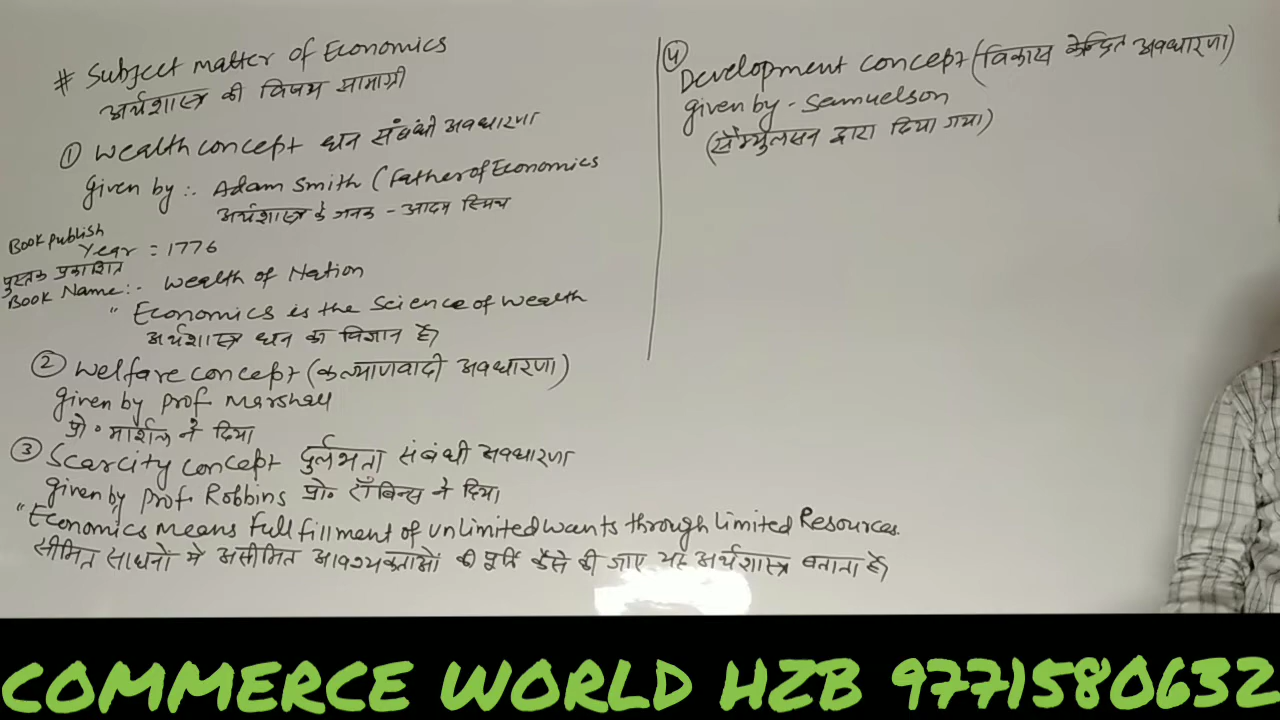 # Subject matter of Economics
अर्थशास्त्र की विषय सामाग्री
① Wealth concept धन संबंधी अवधारणा
Given by :. Adam Smith (Father of Economics
अर्थशास्त्र के जनक - आदम स्मिथ
Book publish
Year = 1776
पुस्तक प्रकाशित
Book Name:- Wealth of Nation
" Economics is the Science of wealth
अर्थशास्त्र धन का विज्ञान है।
② Welfare concept (कल्याणवादी अवधारणा)
Given by Prof. Marshall
प्रो॰ मार्शल ने दिया
③ Scarcity concept दुर्लभता संबंधी अवधारणा
given by Prof. Robbins प्रो॰ रॉबिन्स ने दिया
"Economics means Full fillment of unlimited wants through limited Resources.
सीमित साधनो मे असीमित आवश्यकताओं की पूर्ति कैसे की जाए यह अर्थशास्त्र बताता है।
④
Development concept (विकास केन्द्रित अवधारणा)
given by - Samuelson
(सैम्युलसन द्वारा दिया गया)
COMMERCE WORLD HZB 9771580632